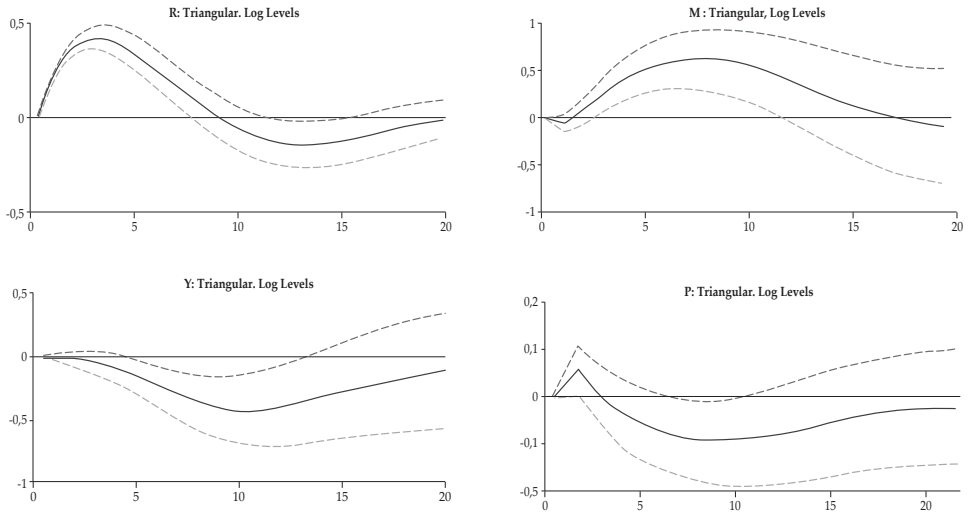 R: Triangular. Log Levels
0,5
0
-0,5
0 5 10 15 20
M : Triangular, Log Levels
1
0,5
0
-0,5
-1
0 5 10 15 20
Y: Triangular. Log Levels
0,5
0
-0,5
-1
0 5 10 15 20
P: Triangular. Log Levels
0,2
0,1
0
-0,1
-0,5
0 5 10 15 20